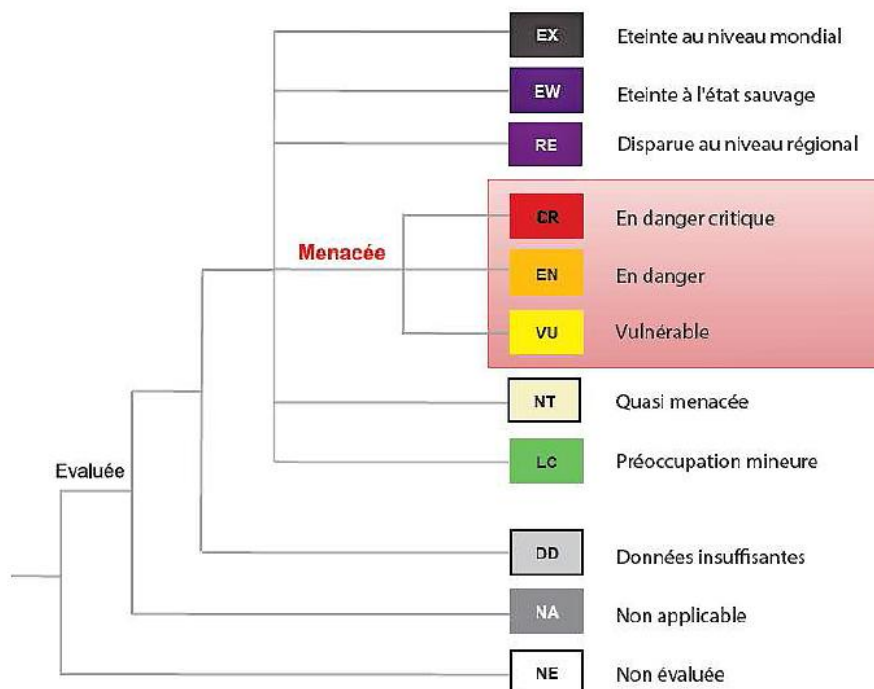 EX Eteinte au niveau mondial
EW Eteinte à l'état sauvage
RE Disparue au niveau régional
CR En danger critique
Menacée
EN En danger
VU Vulnérable
NT Quasi menacée
LC Préoccupation mineure
Evaluée
DD Données insuffisantes
NA Non applicable
NE Non évaluée